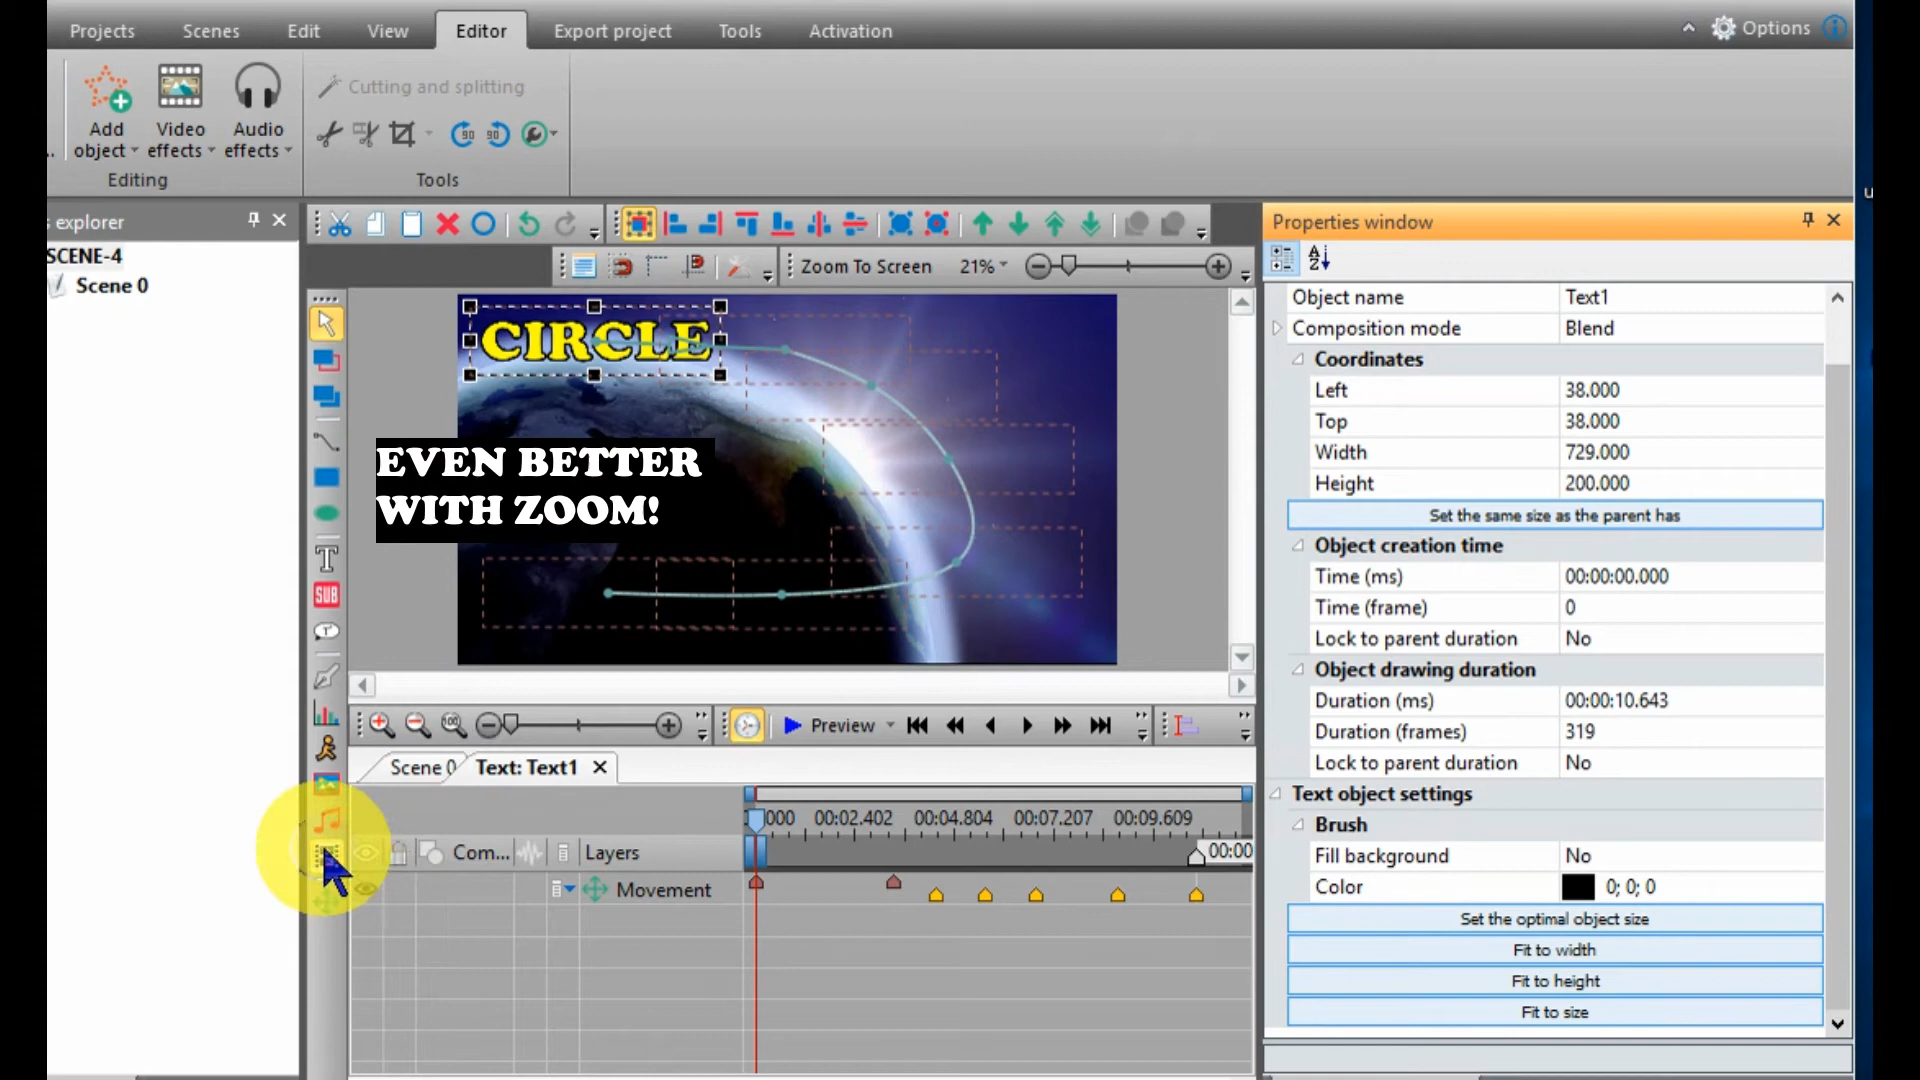 Projects Scenes Edit View Editor Export project Tools Activation Options
Cutting and splitting
Add object Video effects Audio effects
Editing Tools
s explorer
SCENE-4
Scene 0
Zoom To Screen 21%
CIRCLE
EVEN BETTER
WITH ZOOM!
T
SUB
Preview
Scene 0 Text: Text1
000 00:02.402 00:04.804 00:07.207 00:09.609
Com... Layers 00:00
Movement
Properties window
Object name Text1
Composition mode Blend
Coordinates
Left 38.000
Top 38.000
Width 729.000
Height 200.000
Set the same size as the parent has
Object creation time
Time (ms) 00:00:00.000
Time (frame) 0
Lock to parent duration No
Object drawing duration
Duration (ms) 00:00:10.643
Duration (frames) 319
Lock to parent duration No
Text object settings
Brush
Fill background No
Color 0; 0; 0
Set the optimal object size
Fit to width
Fit to height
Fit to size